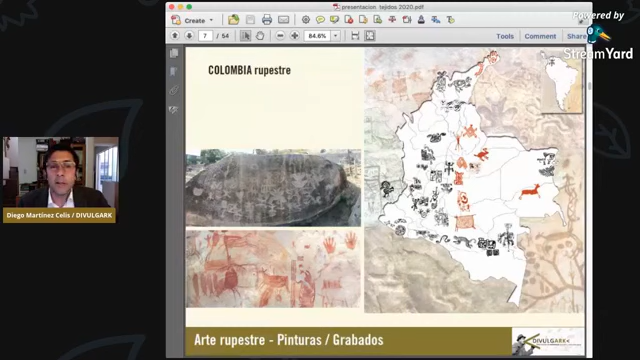 presentacion_tejidos 2020.pdf
Create
7 / 54
84.6%
Tools
Comment
Share
Powered by
StreamYard
COLOMBIA rupestre
Diego Martínez Celis / DIVULGARK
Arte rupestre - Pinturas / Grabados
DIVULGARK